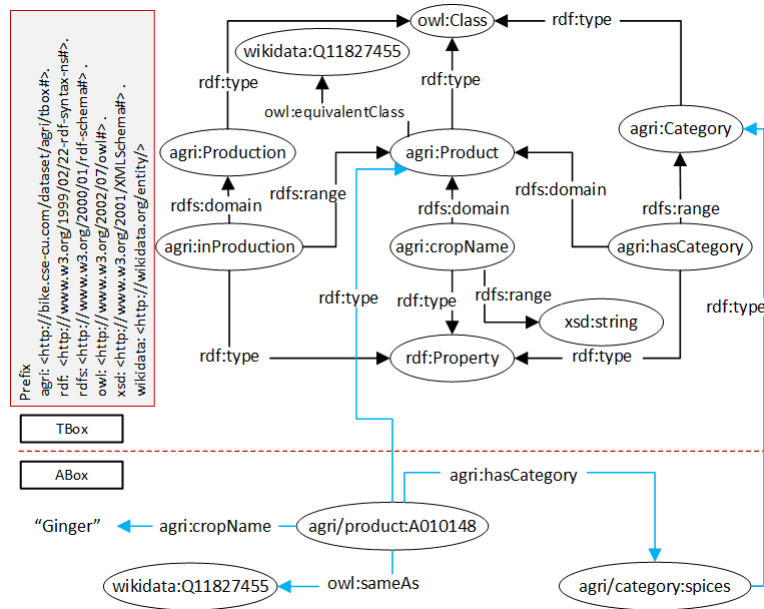 Prefix
agri: <http://bike.cse-cu.com/dataset/agri/tbox#>.
rdf: <http://www.w3.org/1999/02/22-rdf-syntax-ns#>.
rdfs: <http://www.w3.org/2000/01/rdf-schema#> .
owl: <http://www.w3.org/2002/07/owl#> .
xsd: <http://www.w3.org/2001/XMLSchema#> .
wikidata: <http://wikidata.org/entity/>
owl:Class
rdf:type
rdf:type
wikidata:Q11827455
rdf:type
rdf:type
owl:equivalentClass
agri:Category
agri:Production
agri:Product
rdfs:domain
rdfs:range
rdfs:domain
rdfs:domain
rdfs:range
agri:inProduction
agri:cropName
agri:hasCategory
rdf:type
rdf:type
rdfs:range
rdf:type
xsd:string
rdf:type
rdf:Property
rdf:type
TBox
ABox
agri:hasCategory
“Ginger”
agri:cropName
agri/product:A010148
wikidata:Q11827455
owl:sameAs
agri/category:spices